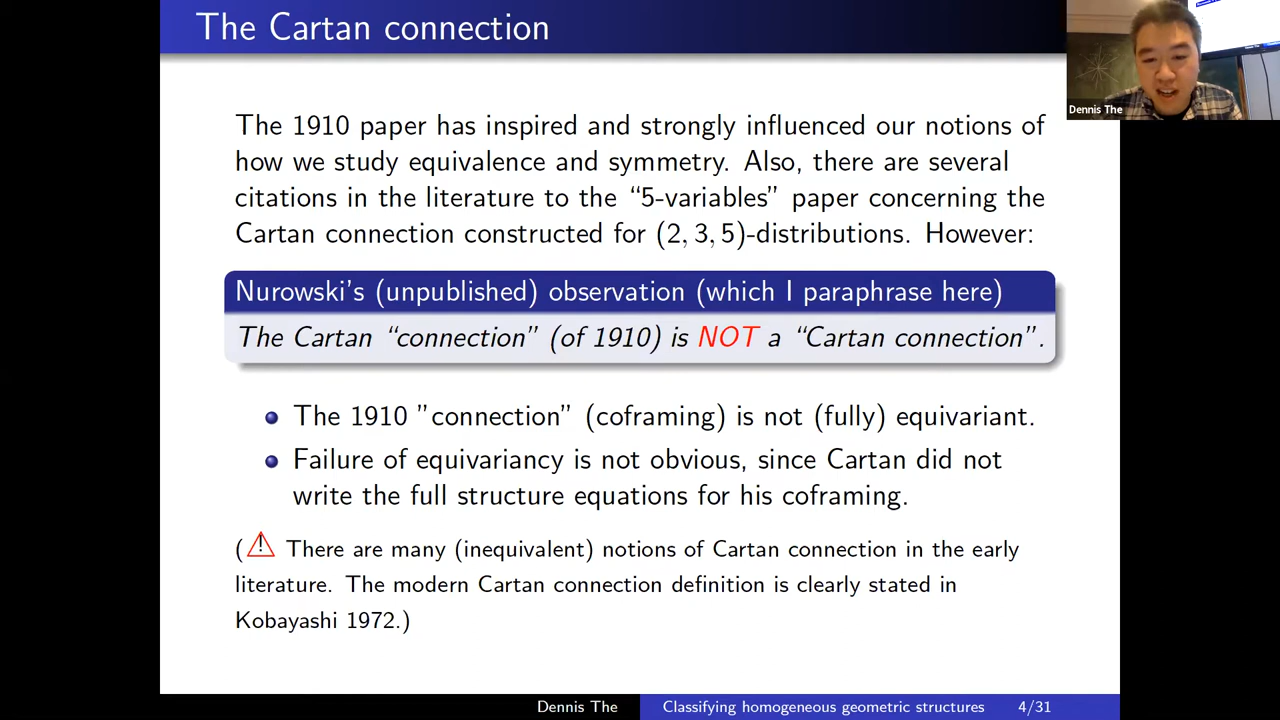 The Cartan connection
Dennis The
The 1910 paper has inspired and strongly influenced our notions of
how we study equivalence and symmetry. Also, there are several
citations in the literature to the “5-variables” paper concerning the
Cartan connection constructed for (2, 3, 5)-distributions. However:
Nurowski's (unpublished) observation (which I paraphrase here)
The Cartan “connection” (of 1910) is NOT a “Cartan connection”.
The 1910 ”connection” (coframing) is not (fully) equivariant.
Failure of equivariancy is not obvious, since Cartan did not
write the full structure equations for his coframing.
(⚠ There are many (inequivalent) notions of Cartan connection in the early
literature. The modern Cartan connection definition is clearly stated in
Kobayashi 1972.)
Dennis The
Classifying homogeneous geometric structures
4/31